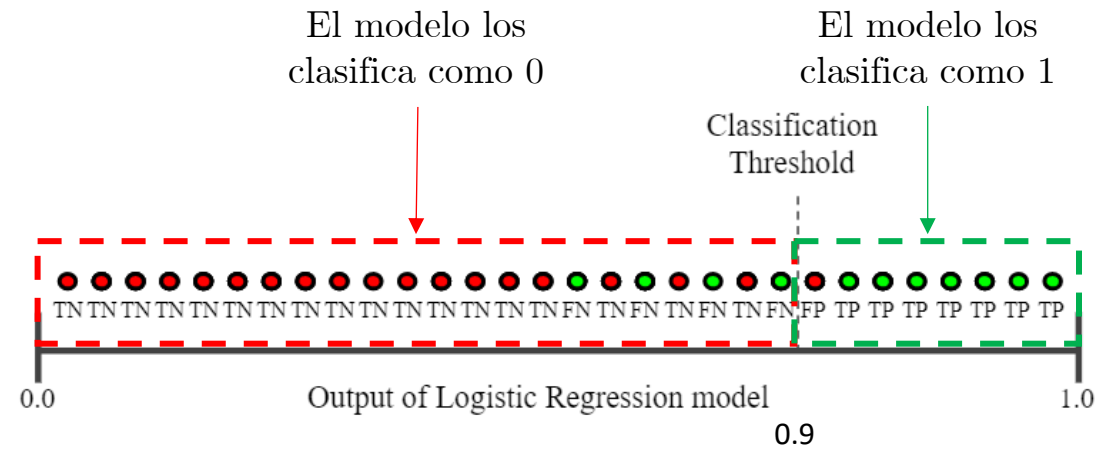 El modelo los
clasifica como 0
El modelo los
clasifica como 1
Classification
Threshold
TN TN TN TN TN TN TN TN TN TN TN TN TN TN TN FN TN FN TN FN TN FN FP TP TP TP TP TP TP TP
0.0
Output of Logistic Regression model
1.0
0.9